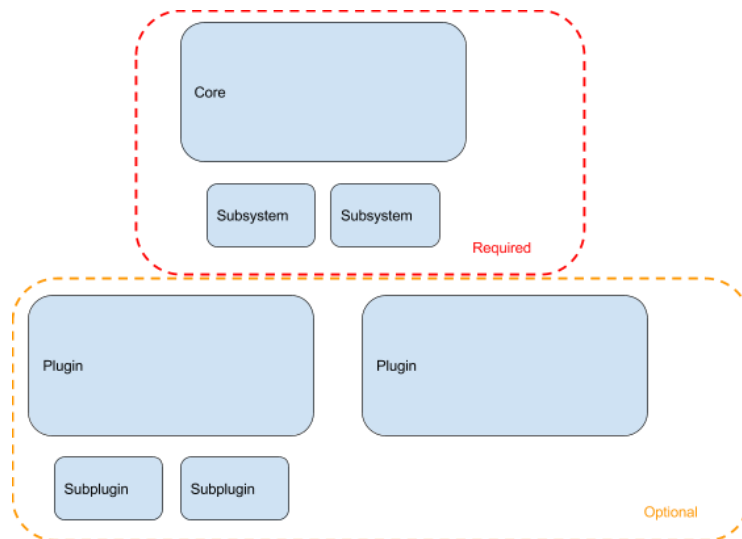 Core
Subsystem
Subsystem
Required
Plugin
Plugin
Subplugin
Subplugin
Optional